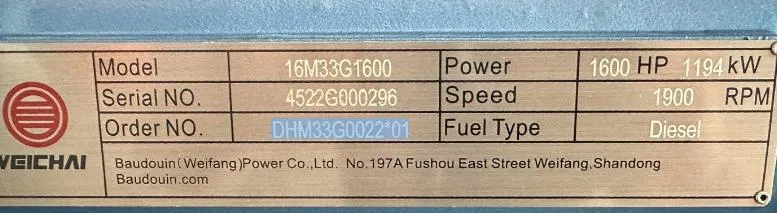 Model 16M33G1600 Power 1600 HP 1194 kW
Serial NO. 4522G000296 Speed 1900 RPM
Order NO. DHM33G0022*01 Fuel Type Diesel
WEICHAI
Baudouin(Weifang)Power Co.,Ltd. No.197A Fushou East Street Weifang,Shandong
Baudouin.com